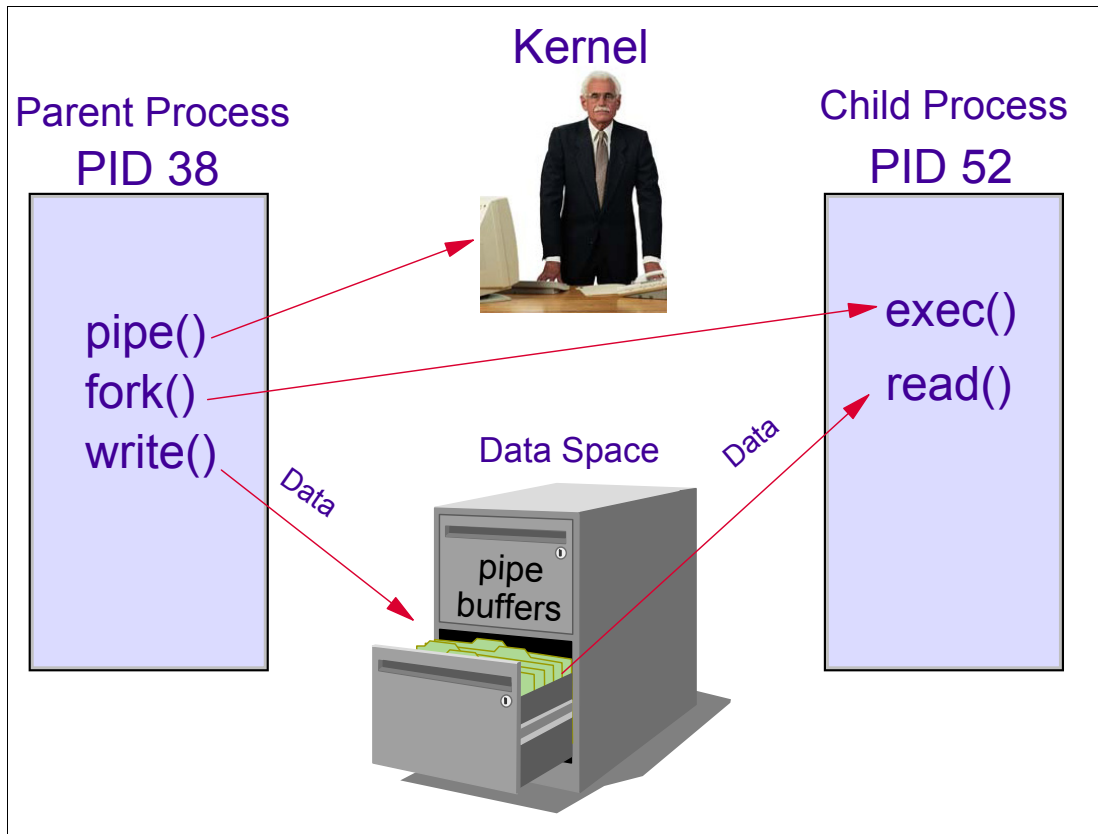 Kernel
Parent Process
PID 38
Child Process
PID 52
pipe()
fork()
write()
exec()
read()
Data
Data Space
Data
pipe
buffers